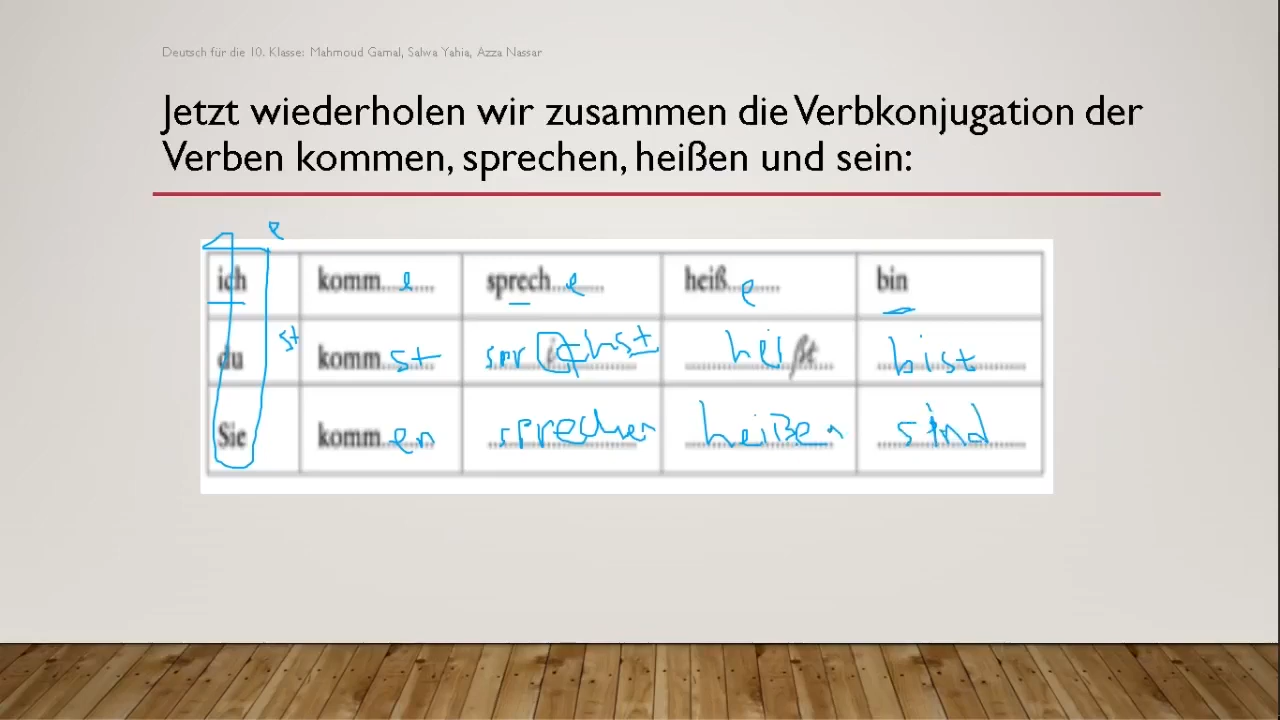 Deutsch für die 10. Klasse: Mahmoud Gamal, Salwa Yahia, Azza Nassar
Jetzt wiederholen wir zusammen die Verbkonjugation der
Verben kommen, sprechen, heißen und sein:
e
ich komm...e..... sprech...e..... heiß...e..... bin
st
du komm..st.. sprichst heißt bist
Sie komm..en.. sprechen heißen sind